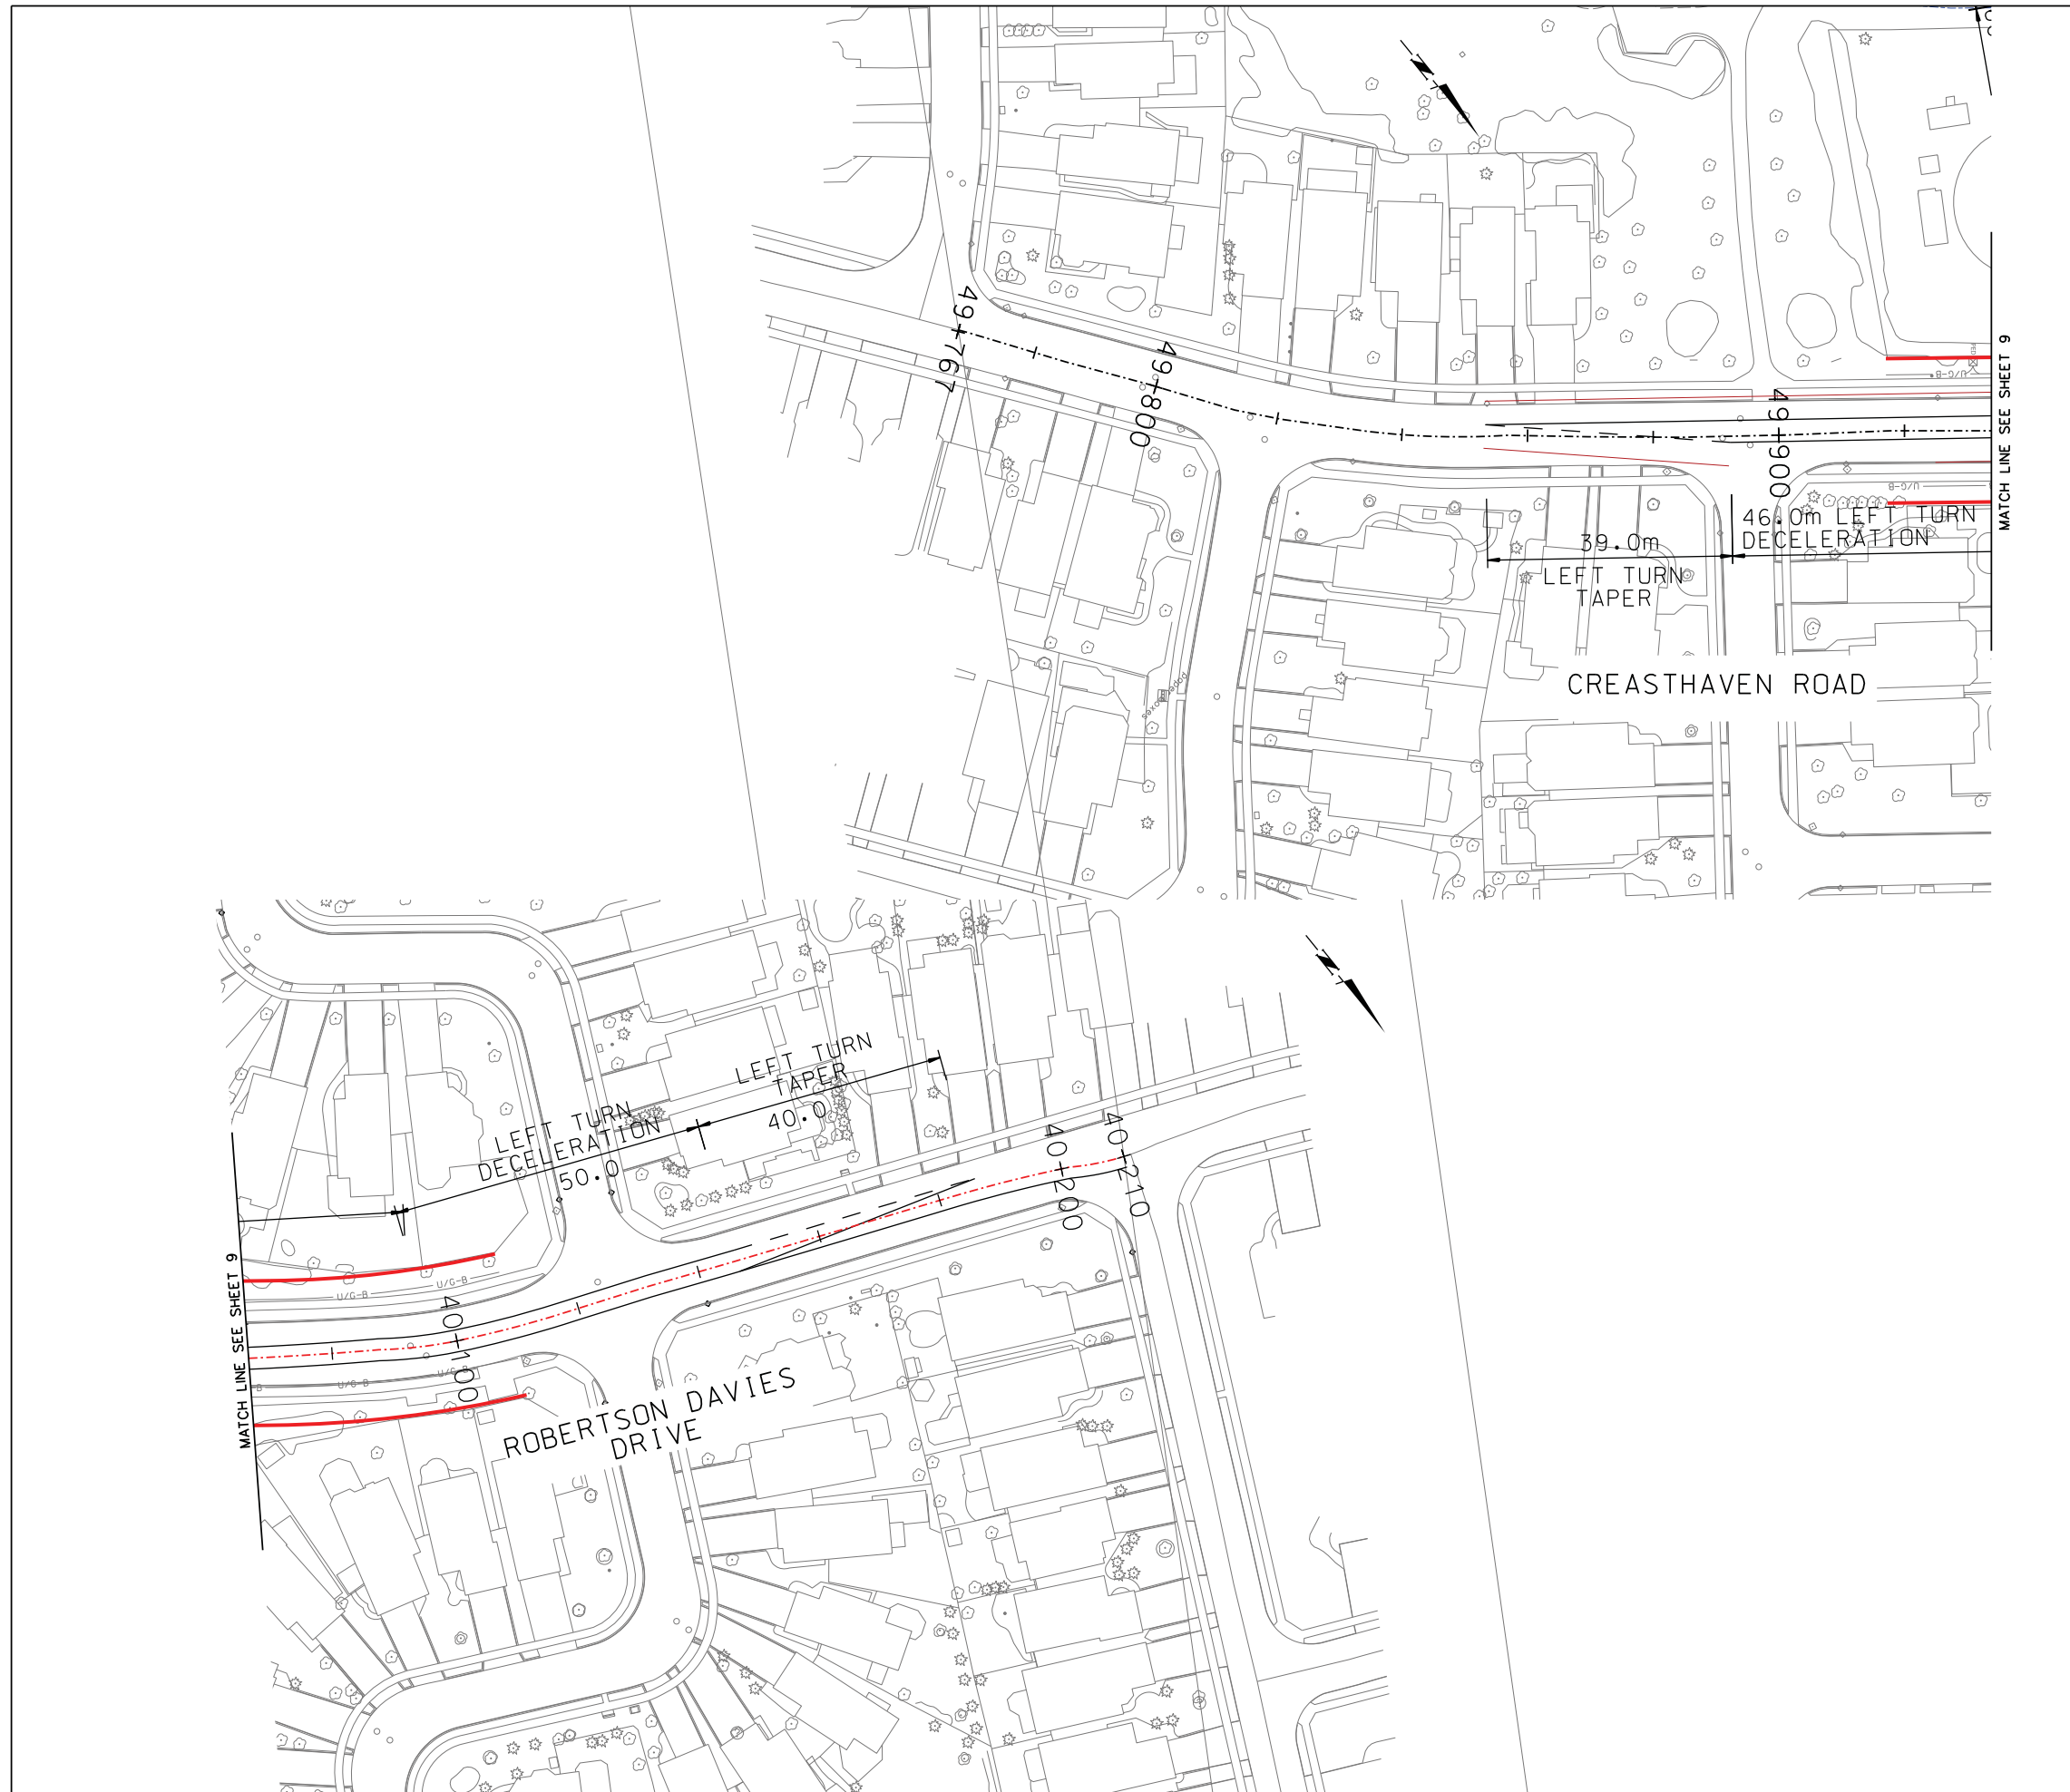 49+767
49+800
49+900
U/G-B
U/G-B
MATCH LINE SEE SHEET 9
46.0m LEFT TURN
DECELERATION
39.0m
LEFT TURN
TAPER
CREASTHAVEN ROAD
LEFT TURN
TAPER
40.0
LEFT TURN
DECELERATION
50.0
40+210
40+200
40+100
U/G-B
U/G-B
U/G-B
U/G-B
MATCH LINE SEE SHEET 9
ROBERTSON DAVIES
DRIVE